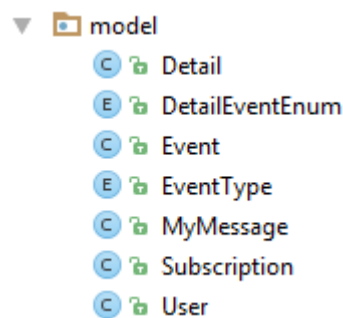 model
C Detail
E DetailEventEnum
C Event
E EventType
C MyMessage
C Subscription
C User